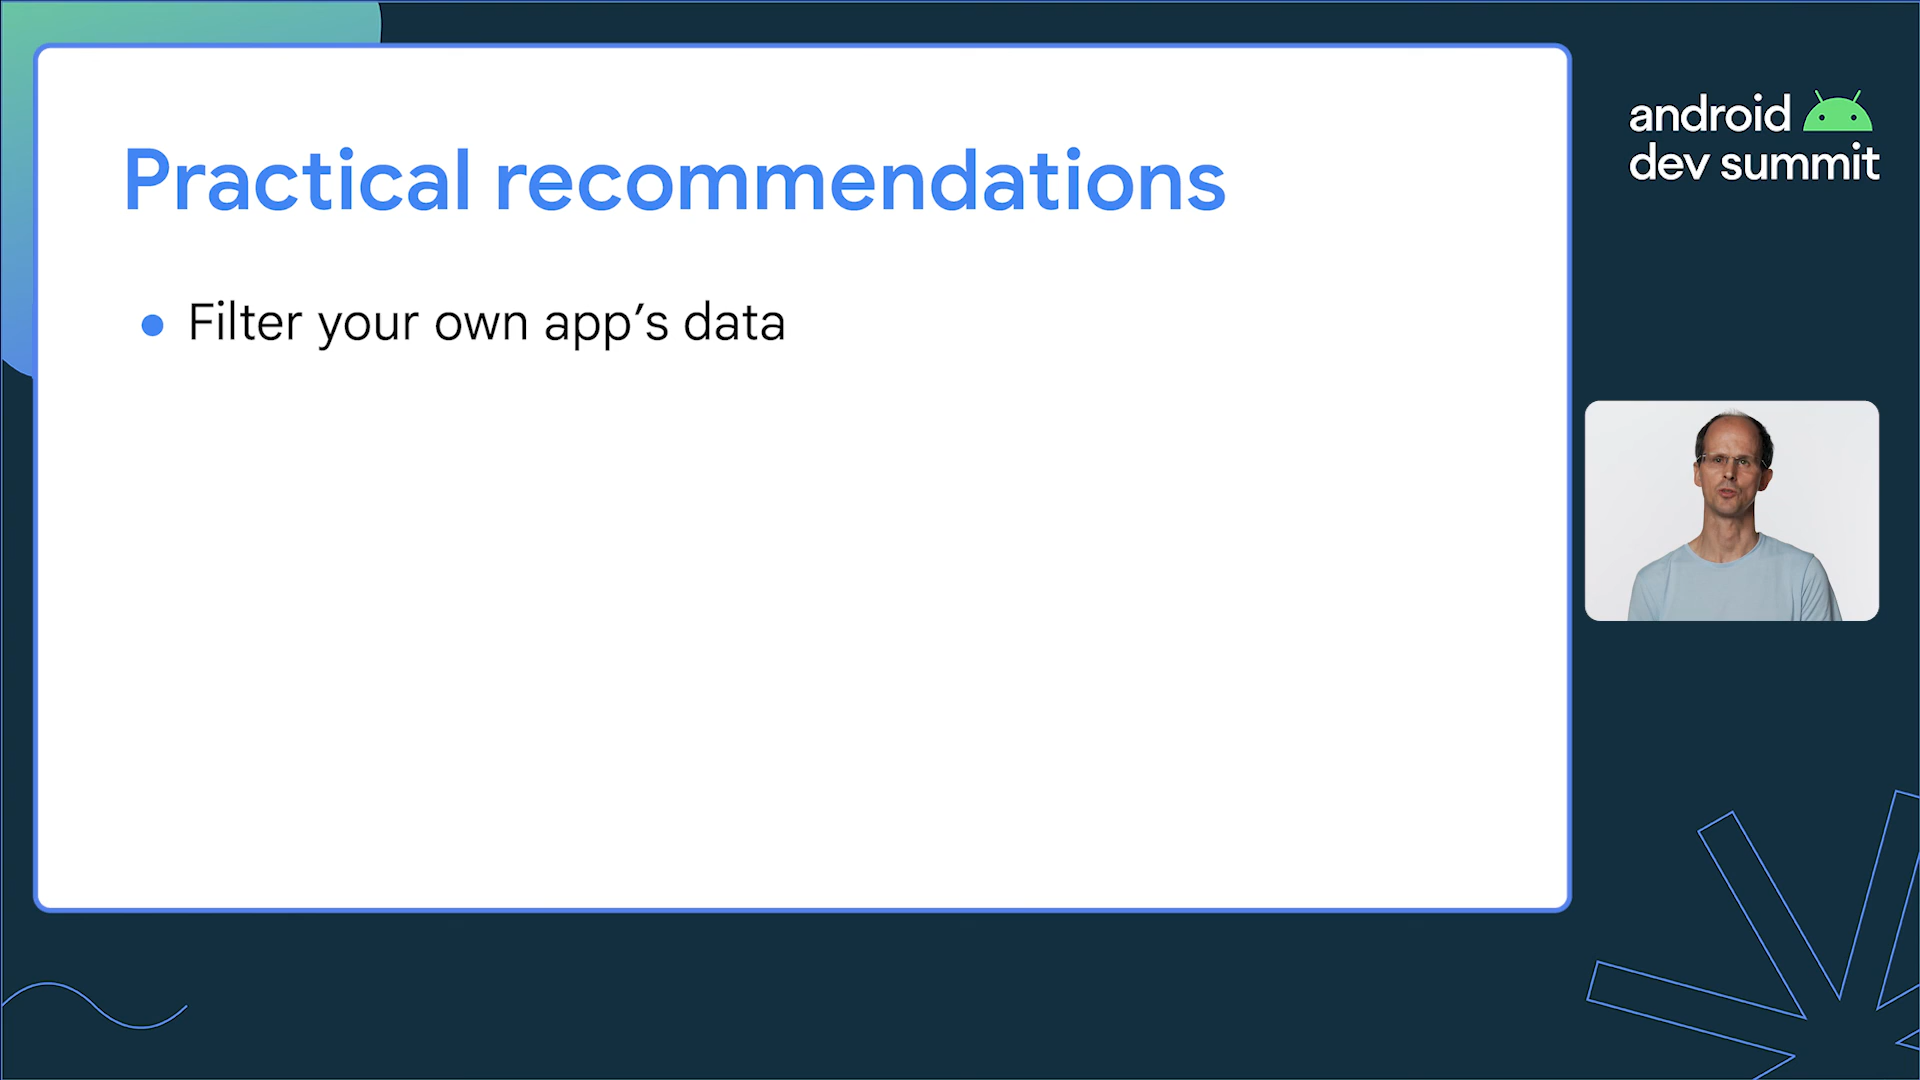 Practical recommendations
• Filter your own app’s data
android
dev summit